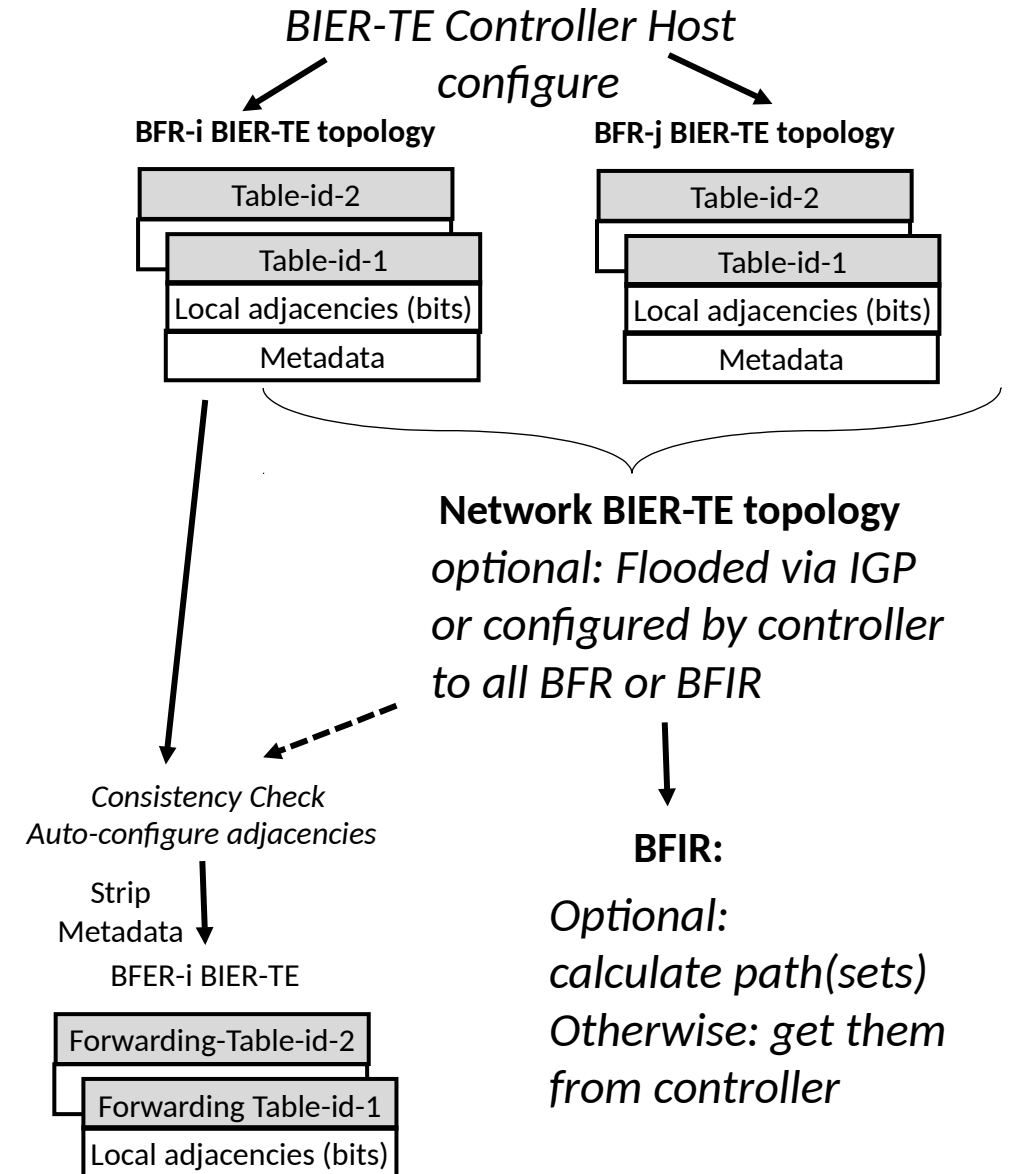 BIER-TE Controller Host
configure
BFR-i BIER-TE topology
BFR-j BIER-TE topology
Table-id-2
Table-id-1
Local adjacencies (bits)
Metadata
Table-id-2
Table-id-1
Local adjacencies (bits)
Metadata
Network BIER-TE topology
optional: Flooded via IGP
or configured by controller
to all BFR or BFIR
Consistency Check
Auto-configure adjacencies
Strip
Metadata
BFER-i BIER-TE
Forwarding-Table-id-2
Forwarding Table-id-1
Local adjacencies (bits)
BFIR:
Optional:
calculate path(sets)
Otherwise: get them
from controller